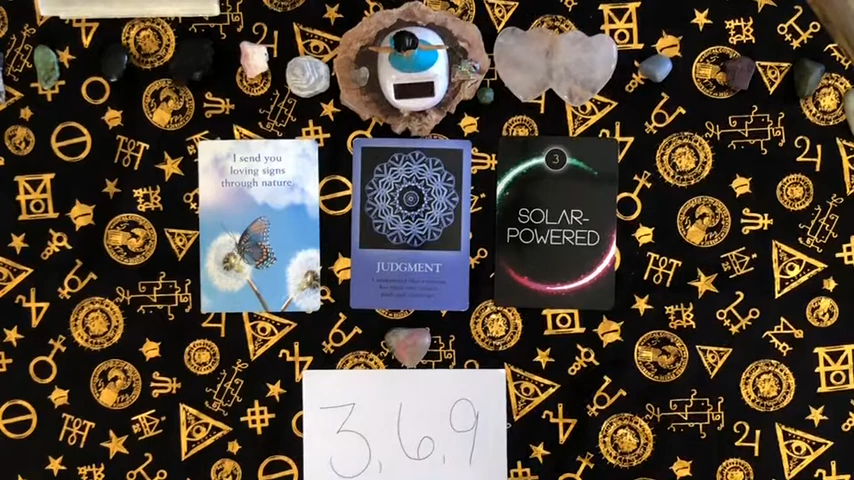 I send you
loving signs
through nature
JUDGMENT
3
SOLAR-
POWERED
3, 6, 9